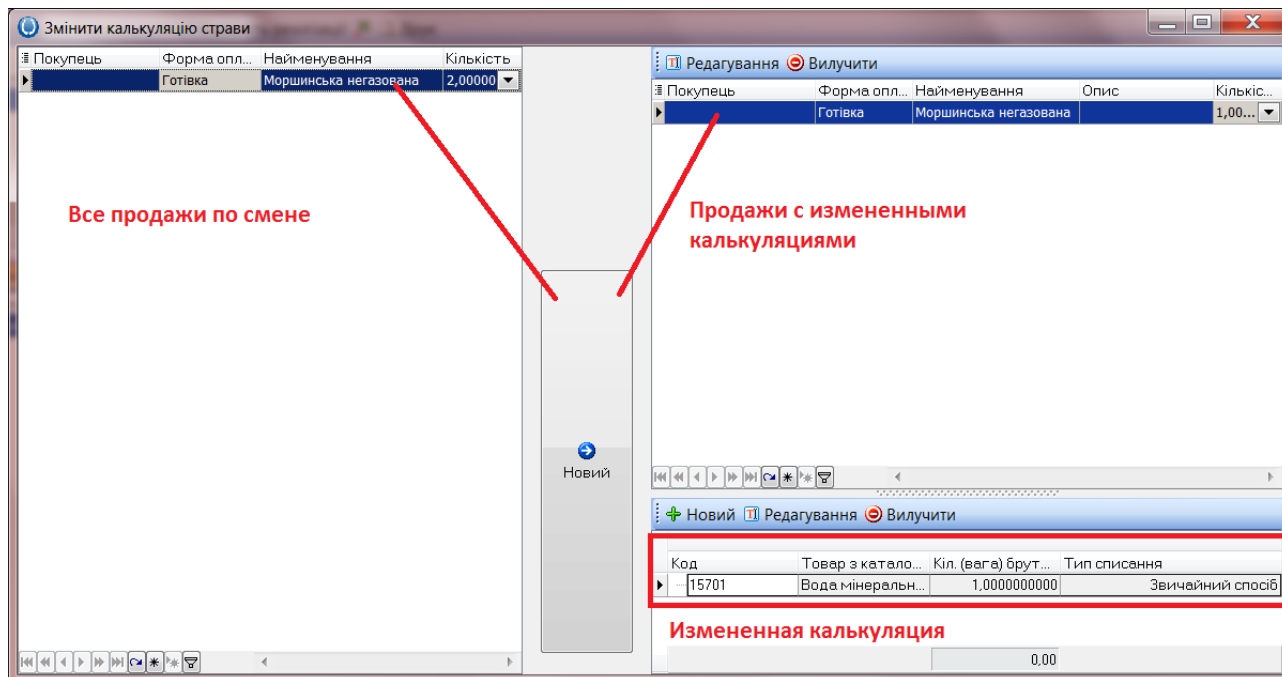 Змінити калькуляцію страви
Покупець Форма опл... Найменування Кількість
Готівка Моршинська негазована 2,00000
Все продажи по смене
Новий
Редагування Вилучити
Покупець Форма опл... Найменування Опис Кількіс...
Готівка Моршинська негазована 1,00...
Продажи с измененными
калькуляциями
Новий Редагування Вилучити
Код Товар з катало... Кіл. (вага) брут... Тип списання
15701 Вода мінеральн... 1,0000000000 Звичайний спосіб
Измененная калькуляция
0,00